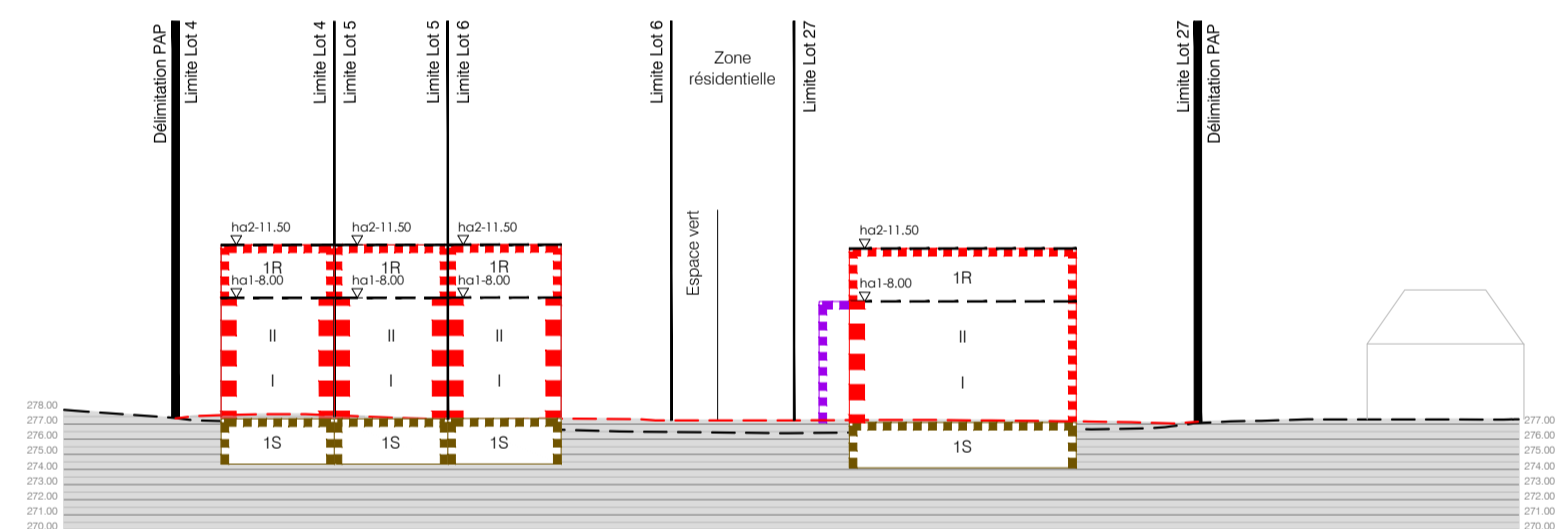 Délimitation PAP
Limite Lot 4
Limite Lot 4
Limite Lot 5
Limite Lot 5
Limite Lot 6
Limite Lot 6
Zone
résidentielle
Limite Lot 27
Limite Lot 27
Délimitation PAP
Espace vert
ha2-11.50
ha2-11.50
ha2-11.50
ha2-11.50
1R
1R
1R
1R
ha1-8.00
ha1-8.00
ha1-8.00
ha1-8.00
II
II
II
II
I
I
I
I
1S
1S
1S
1S
278.00
277.00
276.00
275.00
274.00
273.00
272.00
271.00
270.00
277.00
276.00
275.00
274.00
273.00
272.00
271.00
270.00